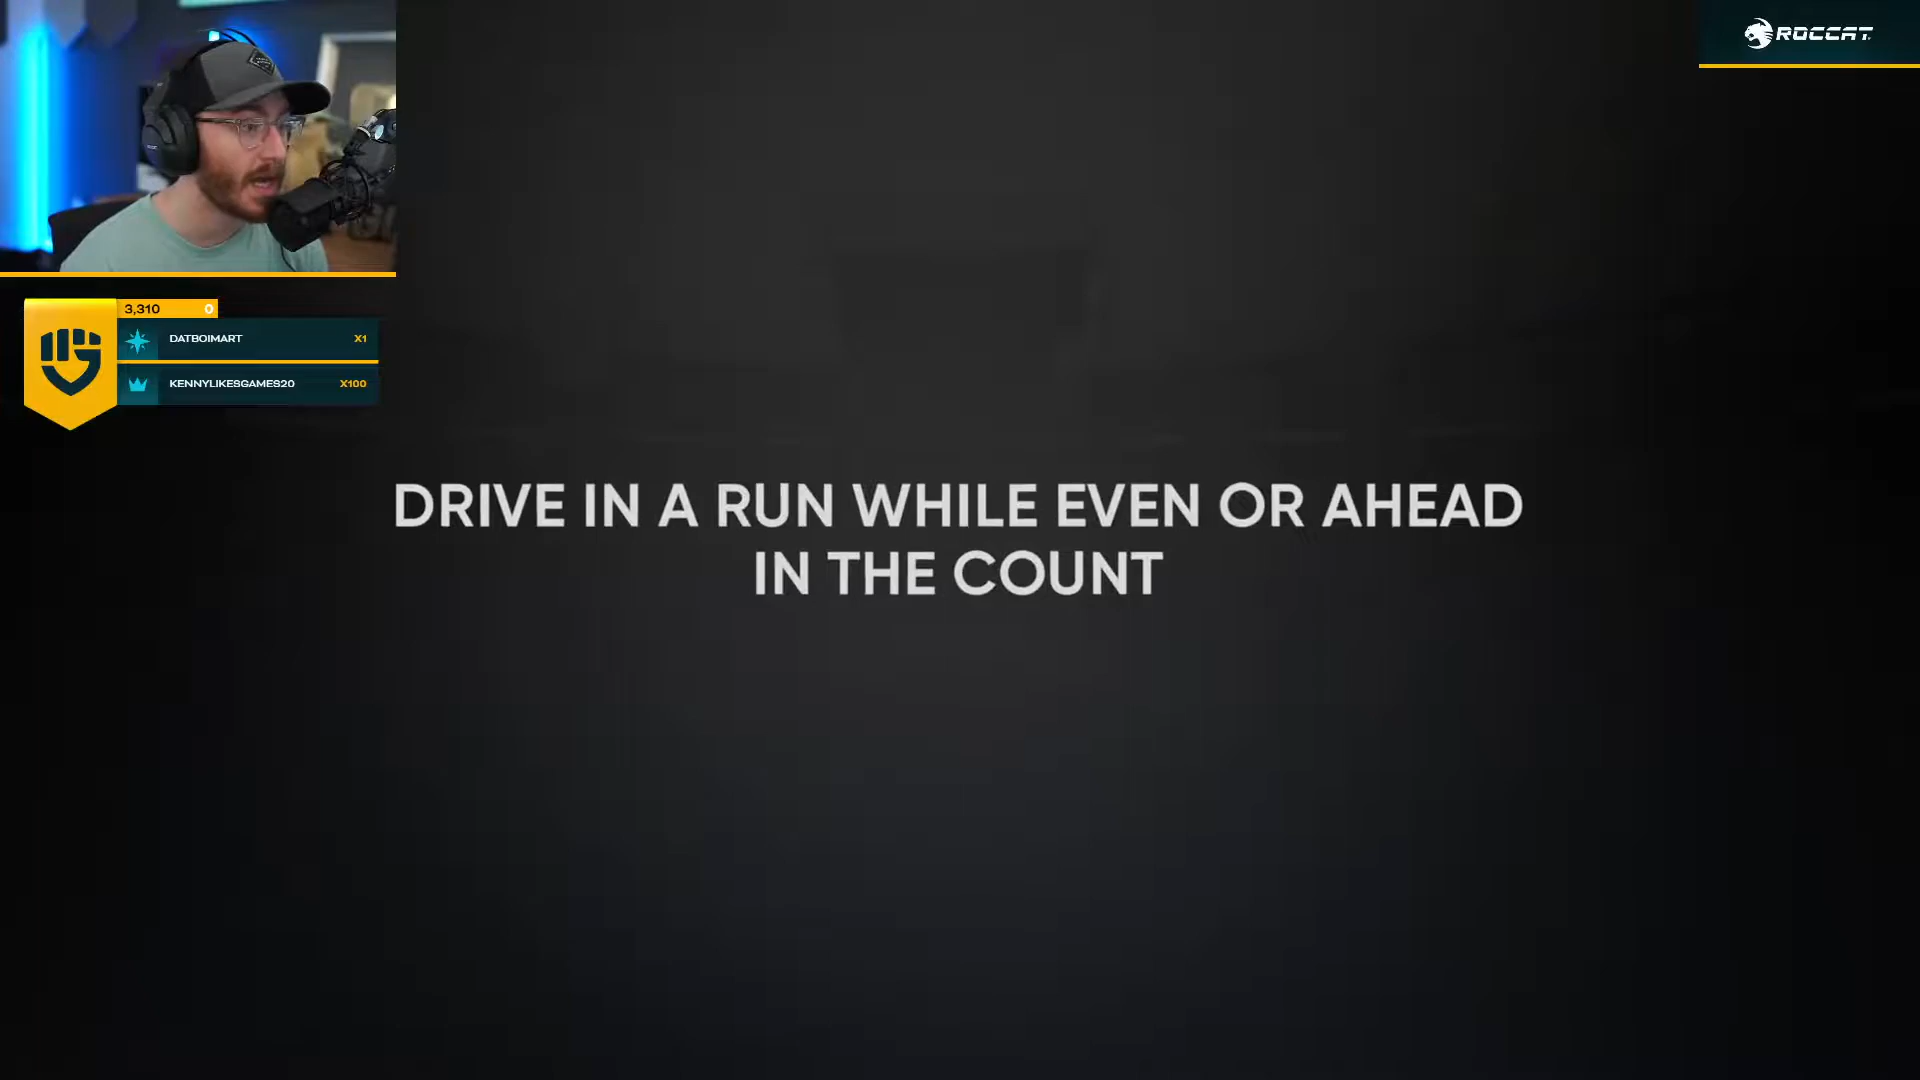 ROCCAT
3,310 0
DATBOIMART X1
KENNYLIKESGAMES20 X100
DRIVE IN A RUN WHILE EVEN OR AHEAD
IN THE COUNT